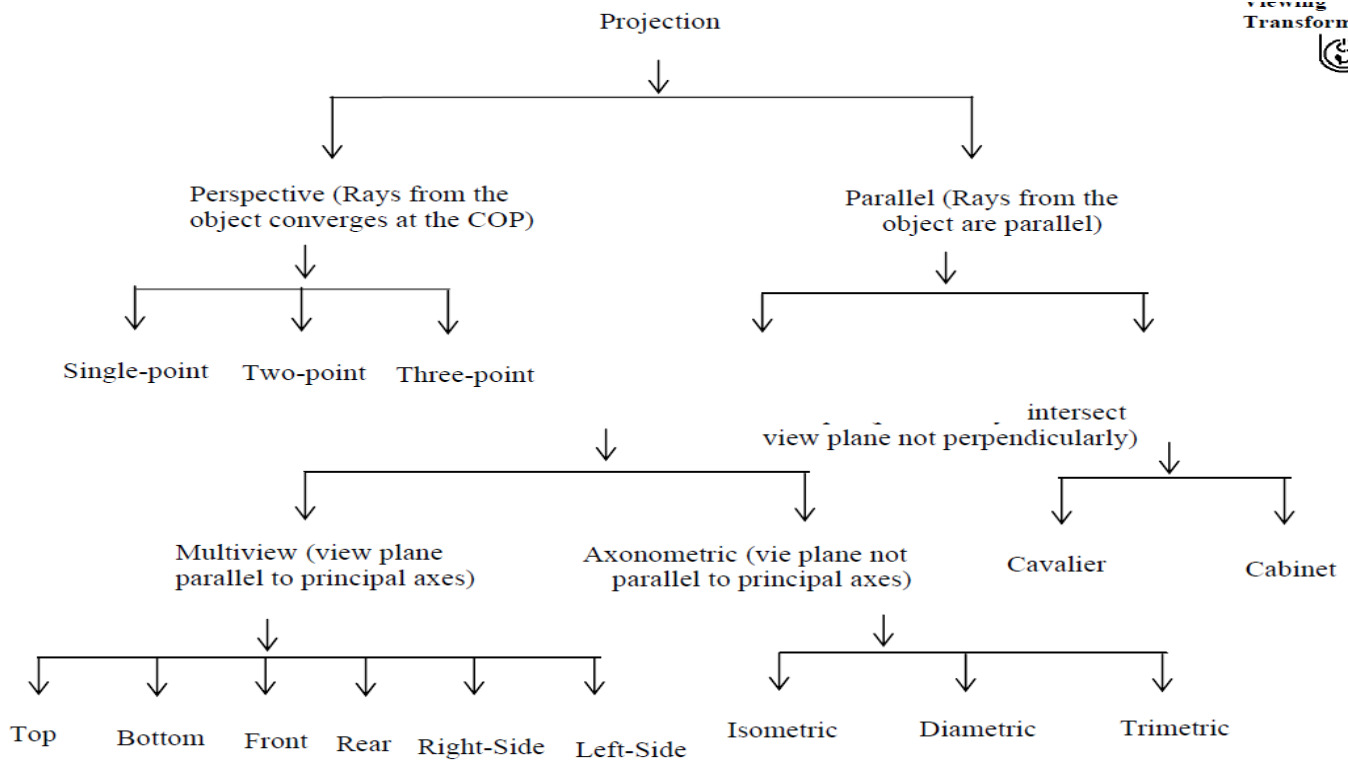 Projection
Viewing
Transform
Perspective (Rays from the
object converges at the COP)
Parallel (Rays from the
object are parallel)
Single-point
Two-point
Three-point
intersect
view plane not perpendicularly)
Multiview (view plane
parallel to principal axes)
Axonometric (vie plane not
parallel to principal axes)
Cavalier
Cabinet
Top
Bottom
Front
Rear
Right-Side
Left-Side
Isometric
Diametric
Trimetric